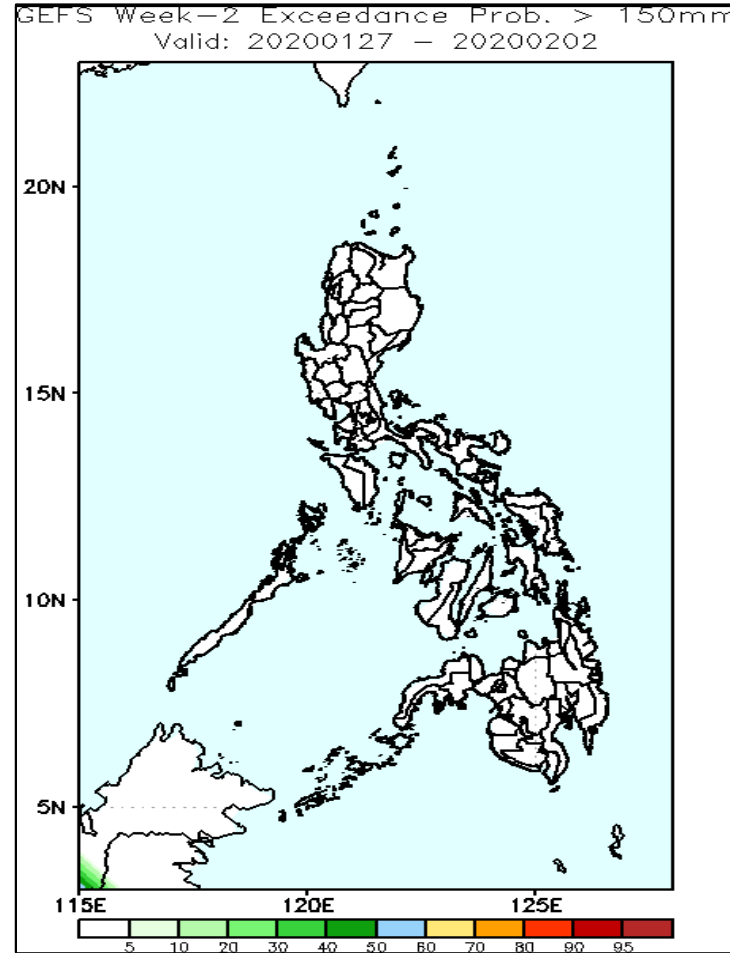 GEFS Week-2 Exceedance Prob. > 150mm
Valid: 20200127 - 20200202
20N
15N
10N
5N
115E 120E 125E
5 10 20 30 40 50 60 70 80 90 95